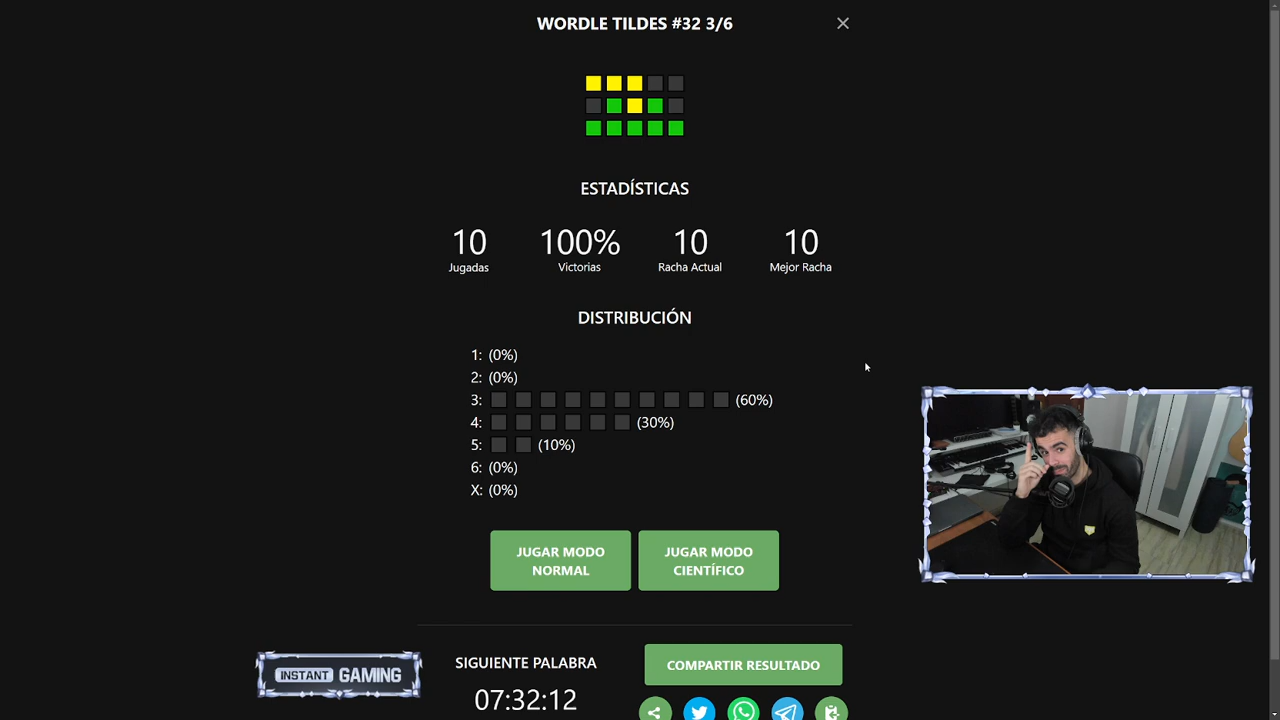 WORDLE TILDES #32 3/6
ESTADÍSTICAS
10 100% 10 10
Jugadas Victorias Racha Actual Mejor Racha
DISTRIBUCIÓN
1: (0%)
2: (0%)
3: (60%)
4: (30%)
5: (10%)
6: (0%)
X: (0%)
JUGAR MODO
NORMAL
JUGAR MODO
CIENTÍFICO
SIGUIENTE PALABRA
07:32:12
COMPARTIR RESULTADO
INSTANT GAMING